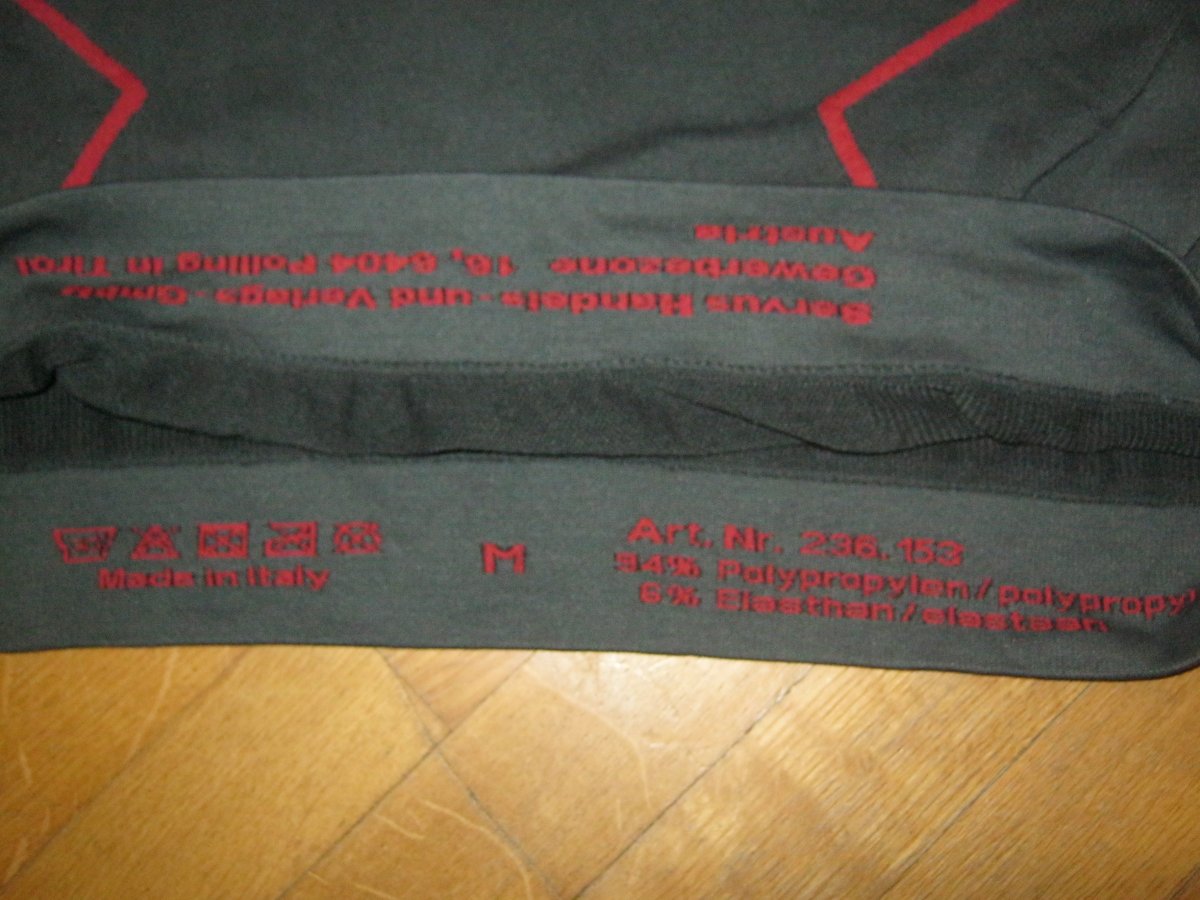 Servus Handels- und Verlags-GmbH
Gewerbezone 16, 6404 Polling in Tirol
Austria
Made in Italy
M
Art. Nr. 236.153
94% Polypropylen/polypropy
6% Elasthan/elastaan